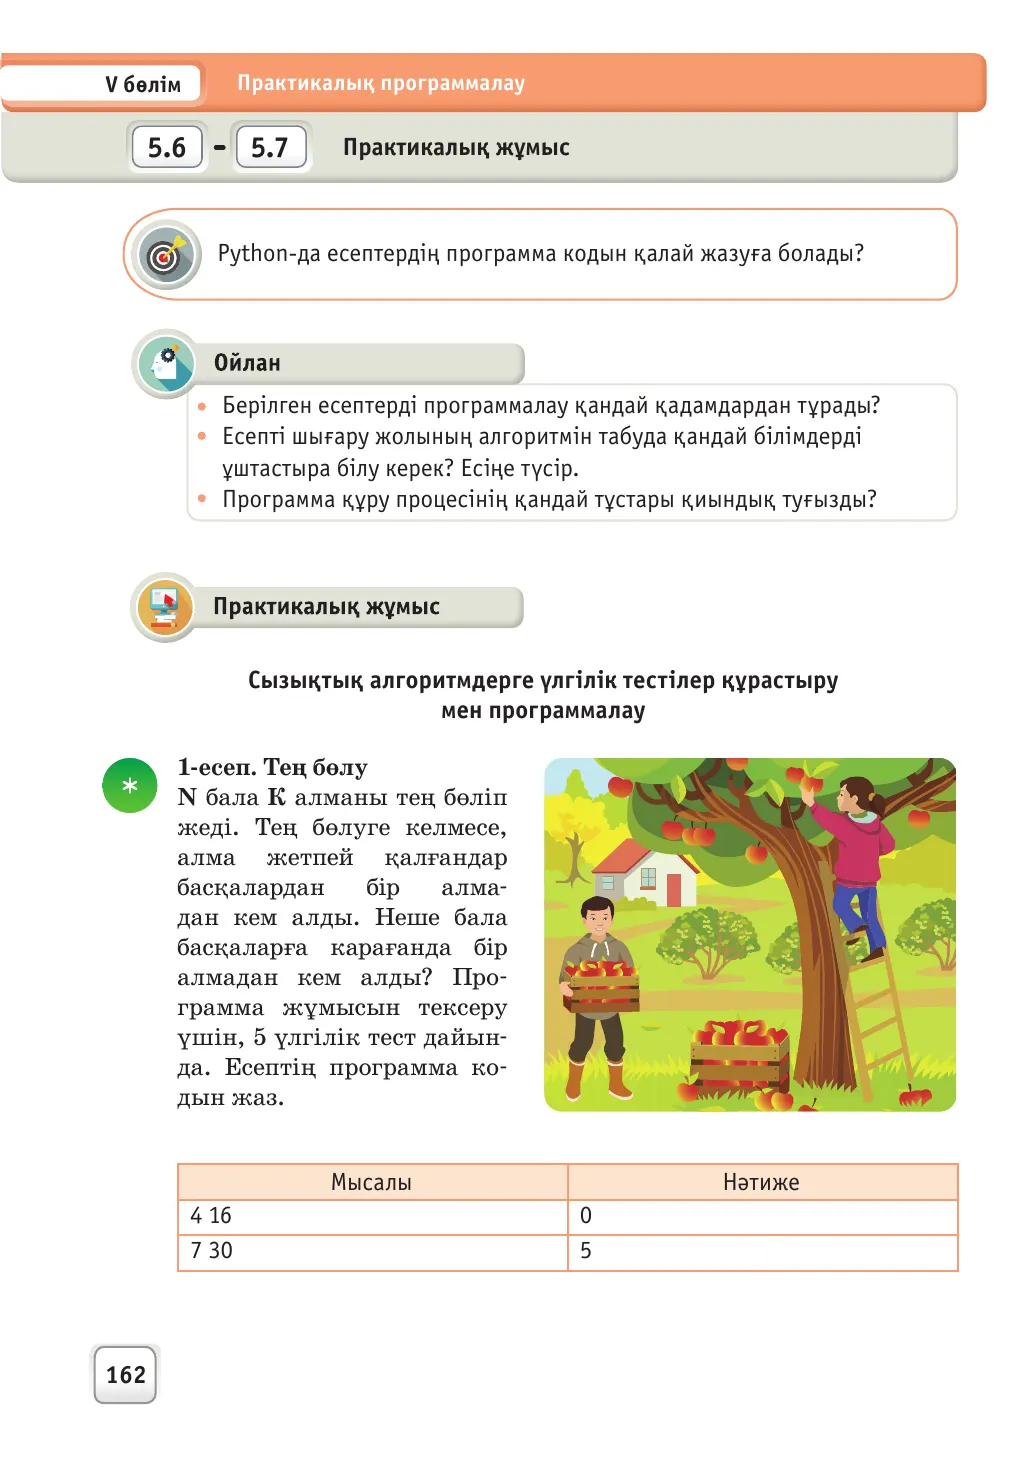 V бөлім
Практикалық программалау
5.6 - 5.7 Практикалық жұмыс
Python-да есептердің программа кодын қалай жазуға болады?
Ойлан
• Берілген есептерді программалау қандай қадамдардан тұрады?
• Есепті шығару жолының алгоритмін табуда қандай білімдерді
ұштастыра білу керек? Есіңе түсір.
• Программа құру процесінің қандай тұстары қиындық туғызды?
Практикалық жұмыс
Сызықтық алгоритмдерге үлгілік тестілер құрастыру
мен программалау
*
1-есеп. Тең бөлу
N бала К алманы тең бөліп
жеді. Тең бөлуге келмесе,
алма жетпей қалғандар
басқалардан бір алма-
дан кем алды. Неше бала
басқаларға карағанда бір
алмадан кем алды? Про-
грамма жұмысын тексеру
үшін, 5 үлгілік тест дайын-
да. Есептің программа ко-
дын жаз.
Мысалы Нәтиже
4 16 0
7 30 5
162